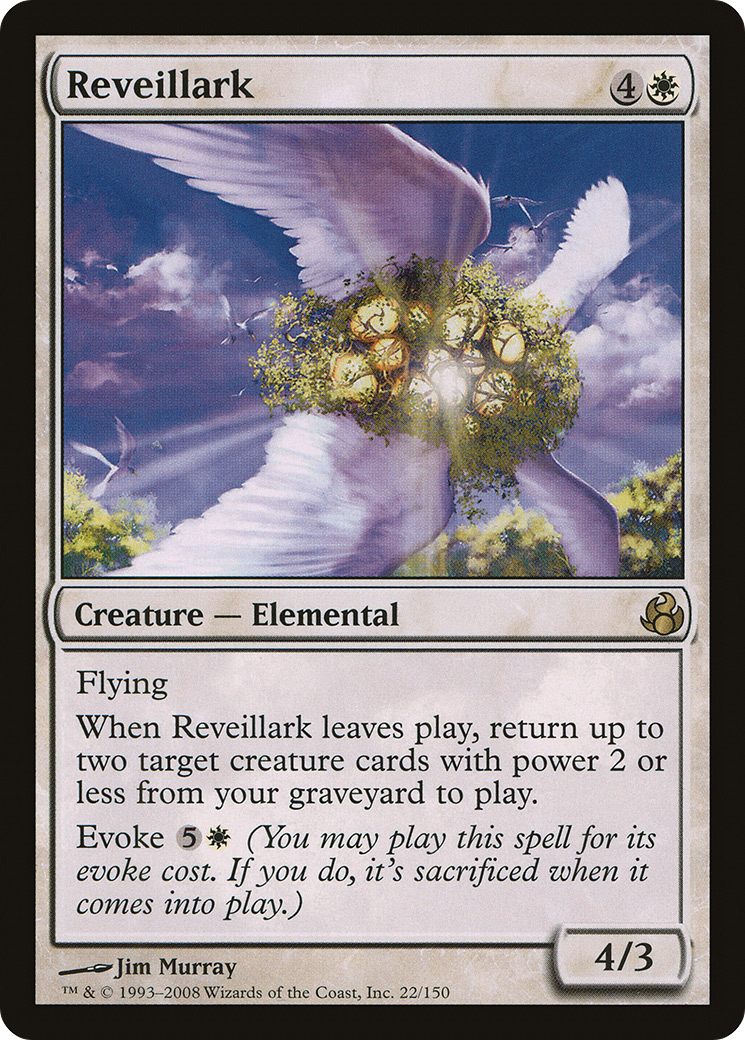 Reveillark 4
Creature — Elemental
Flying
When Reveillark leaves play, return up to
two target creature cards with power 2 or
less from your graveyard to play.
Evoke 5 (You may play this spell for its
evoke cost. If you do, it's sacrificed when it
comes into play.)
4/3
Jim Murray
™ & © 1993–2008 Wizards of the Coast, Inc. 22/150